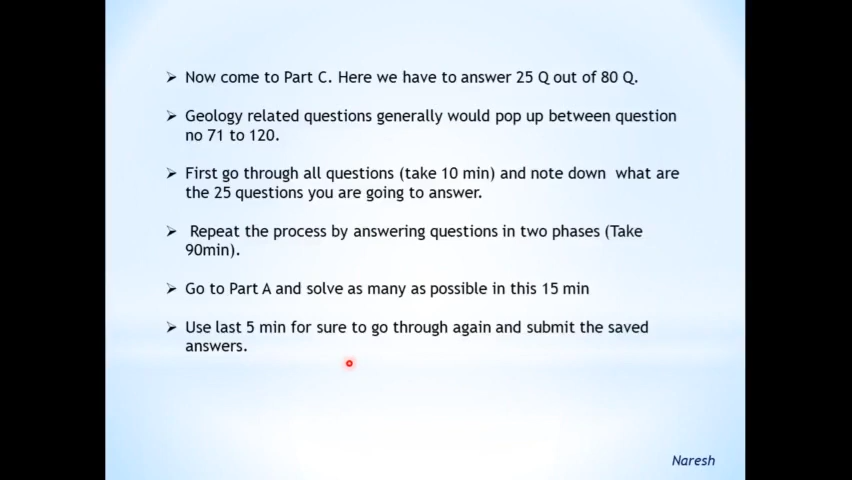 Now come to Part C. Here we have to answer 25 Q out of 80 Q.
Geology related questions generally would pop up between question
no 71 to 120.
First go through all questions (take 10 min) and note down what are
the 25 questions you are going to answer.
Repeat the process by answering questions in two phases (Take
90min).
Go to Part A and solve as many as possible in this 15 min
Use last 5 min for sure to go through again and submit the saved
answers.
Naresh